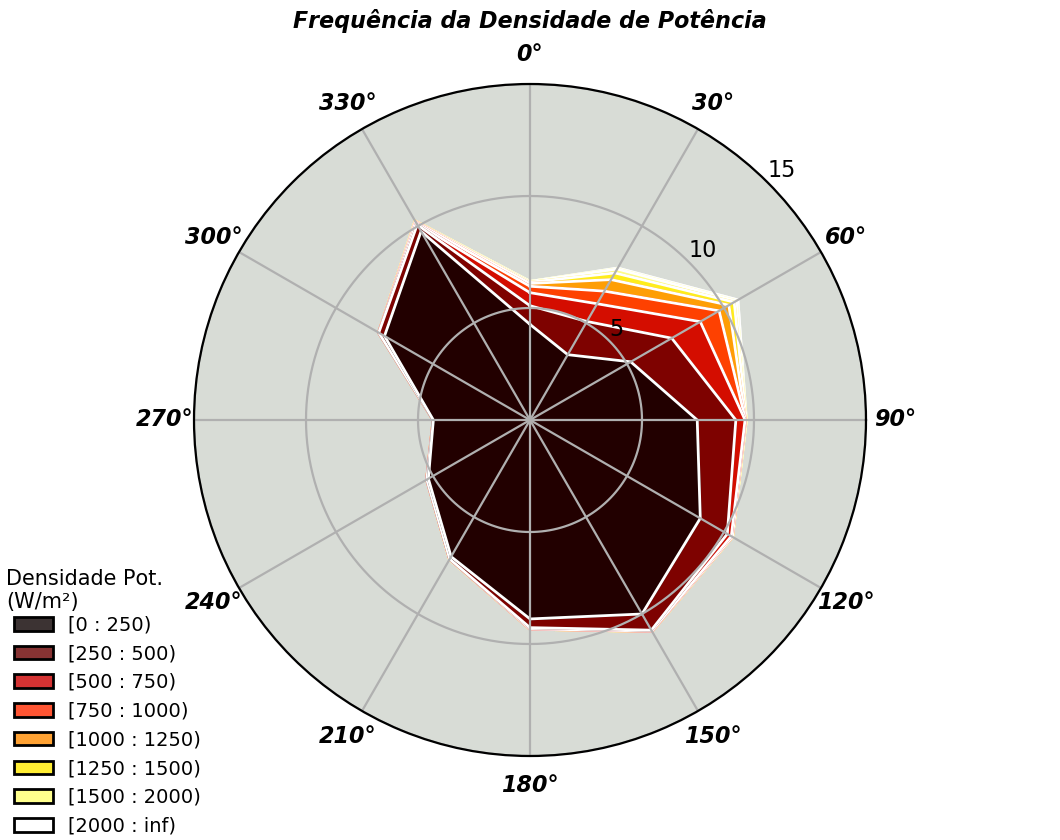 Frequência da Densidade de Potência
0°
330°
30°
15
300°
60°
10
5
270°
90°
240°
120°
210°
150°
180°
Densidade Pot.
(W/m²)
[0 : 250)
[250 : 500)
[500 : 750)
[750 : 1000)
[1000 : 1250)
[1250 : 1500)
[1500 : 2000)
[2000 : inf)